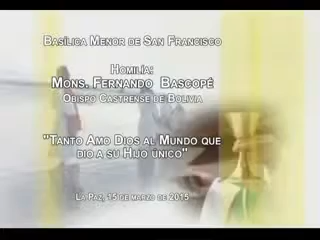 Basílica Menor de San Francisco
Homilía:
Mons. Fernando Bascopé
Obispo Castrense de Bolivia
"Tanto Amo Dios al Mundo que
dio a su Hijo único"
La Paz, 15 de marzo de 2015